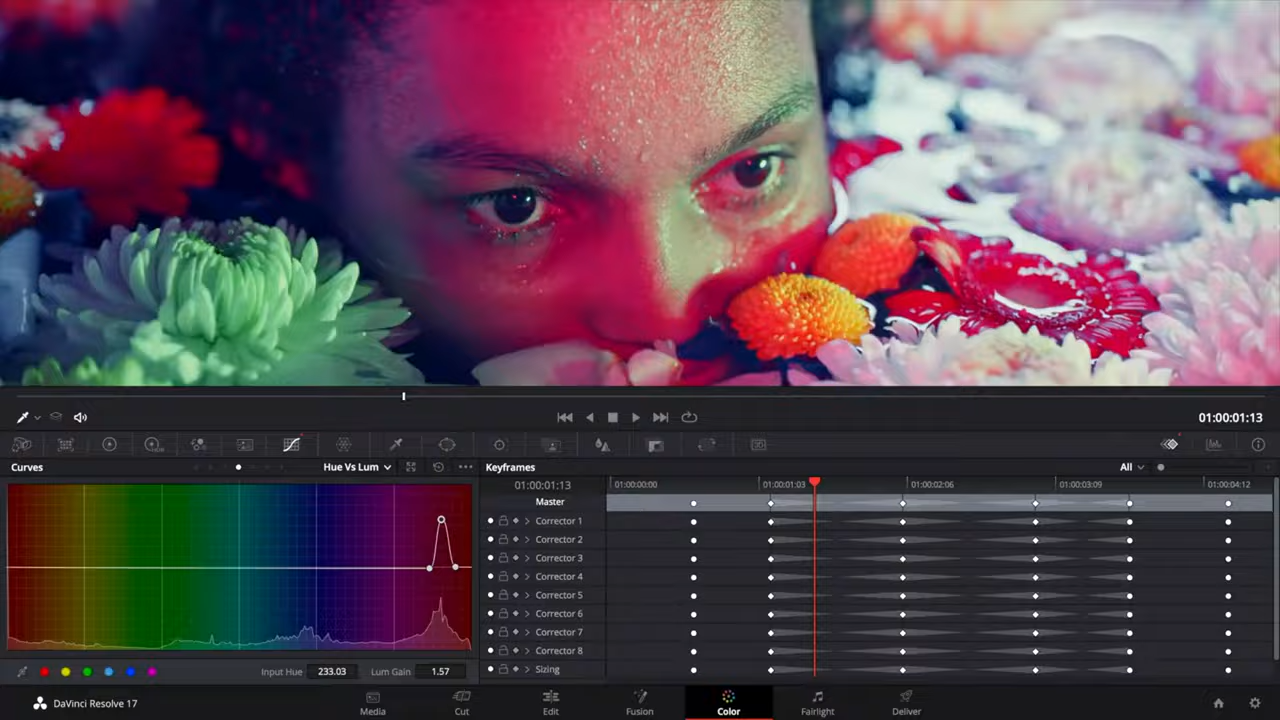 01:00:01:13
Curves
Hue Vs Lum
Keyframes
All
01:00:01:13
01:00:00:00
01:00:01:03
01:00:02:06
01:00:03:09
01:00:04:12
Master
Corrector 1
Corrector 2
Corrector 3
Corrector 4
Corrector 5
Corrector 6
Corrector 7
Corrector 8
Sizing
Input Hue 233.03 Lum Gain 1.57
DaVinci Resolve 17
Media
Cut
Edit
Fusion
Color
Fairlight
Deliver